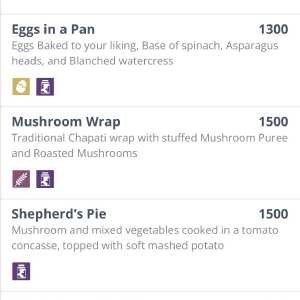 Eggs in a Pan 1300
Eggs Baked to your liking, Base of spinach, Asparagus
heads, and Blanched watercress
Mushroom Wrap 1500
Traditional Chapati wrap with stuffed Mushroom Puree
and Roasted Mushrooms
Shepherd's Pie 1500
Mushroom and mixed vegetables cooked in a tomato
concasse, topped with soft mashed potato